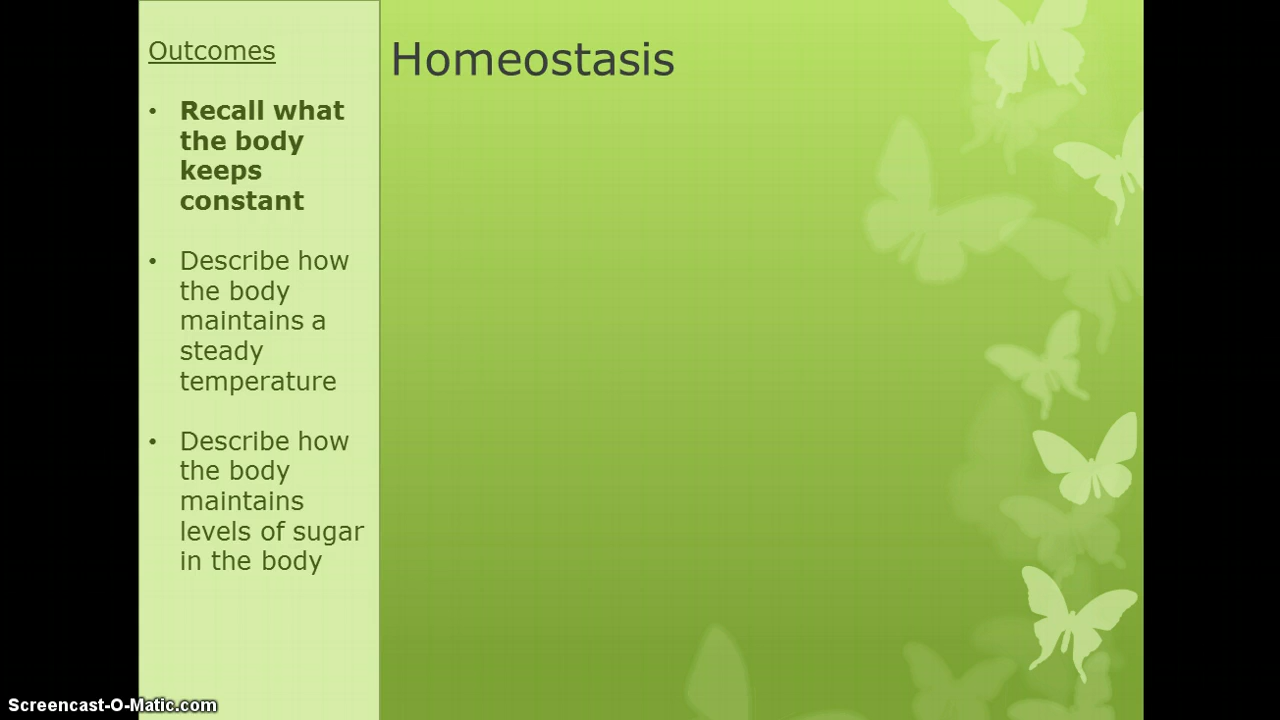 Outcomes
• Recall what
the body
keeps
constant
• Describe how
the body
maintains a
steady
temperature
• Describe how
the body
maintains
levels of sugar
in the body
Homeostasis
Screencast-O-Matic.com